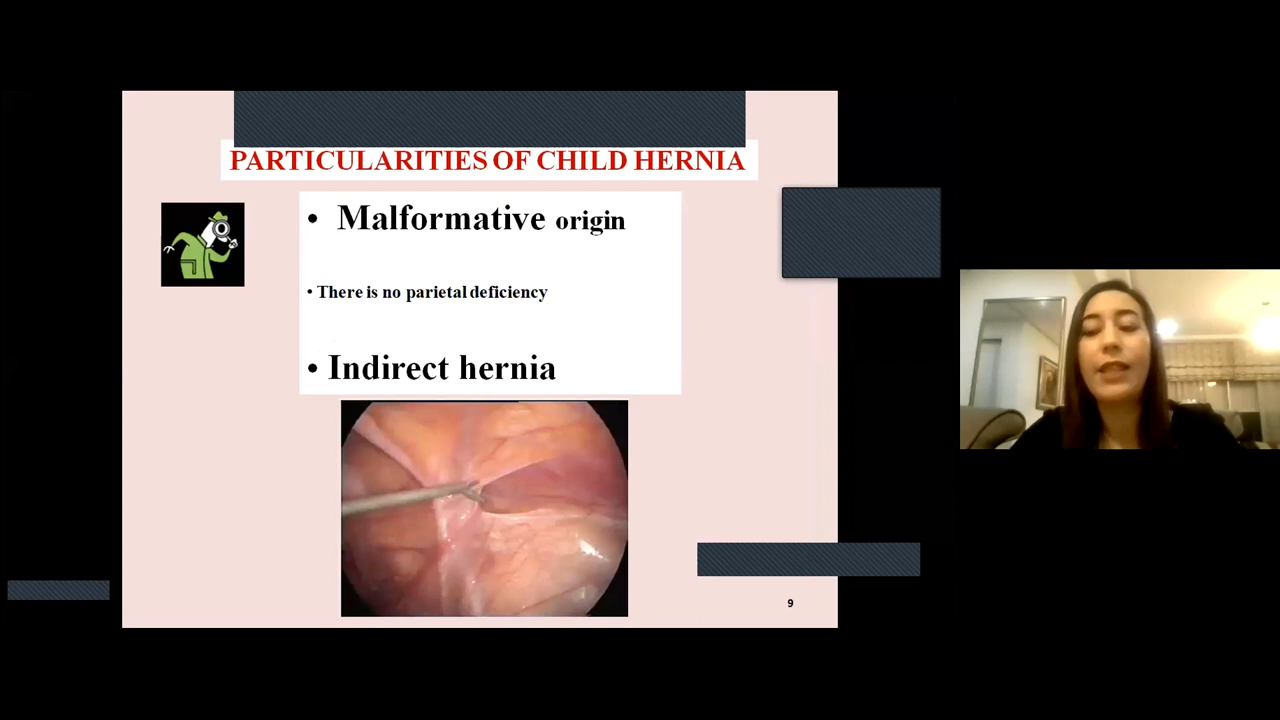 PARTICULARITIES OF CHILD HERNIA
• Malformative origin
• There is no parietal deficiency
• Indirect hernia
9